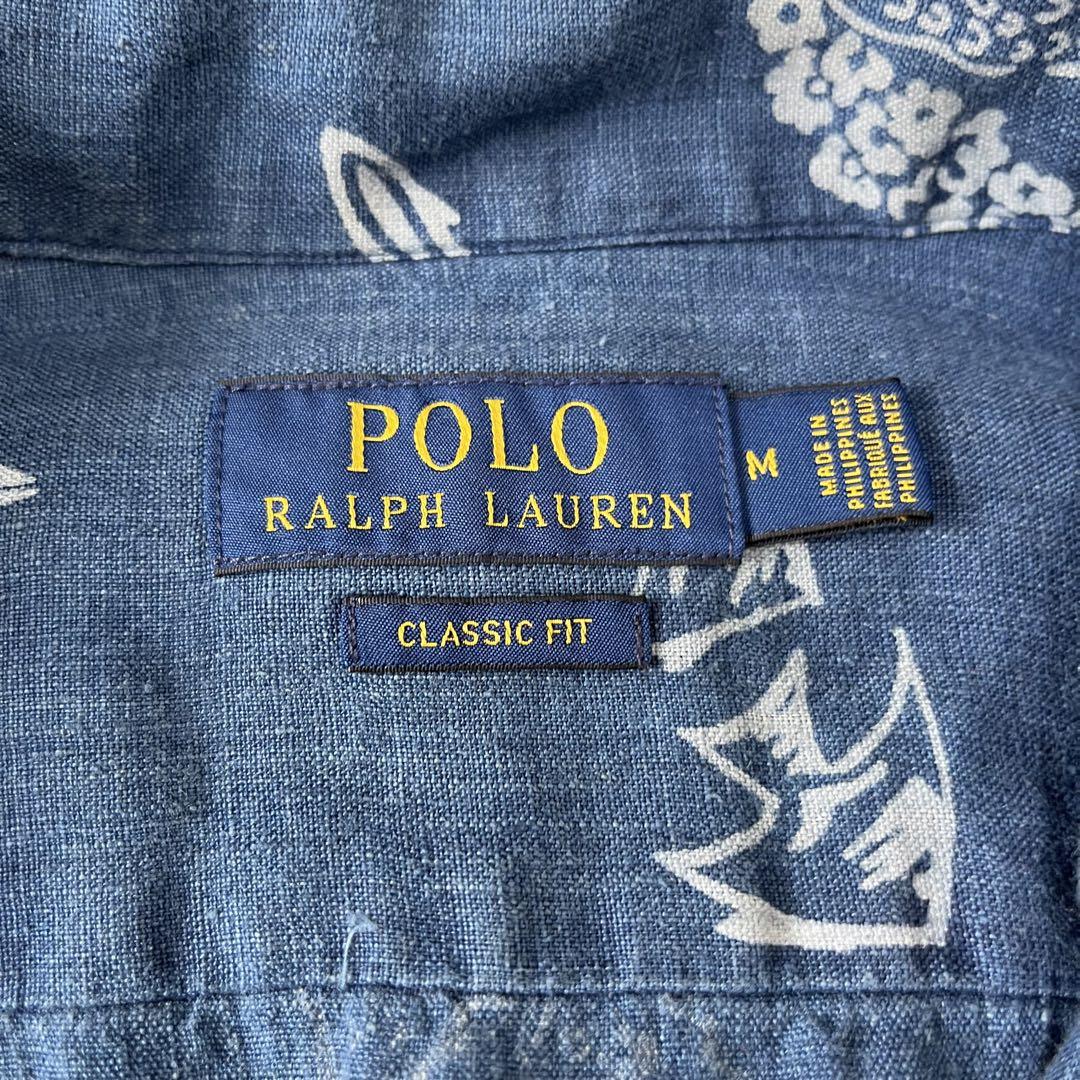 POLO
RALPH LAUREN
M
MADE IN
PHILIPPINES
FABRIQUÉ AUX
PHILIPPINES
CLASSIC FIT